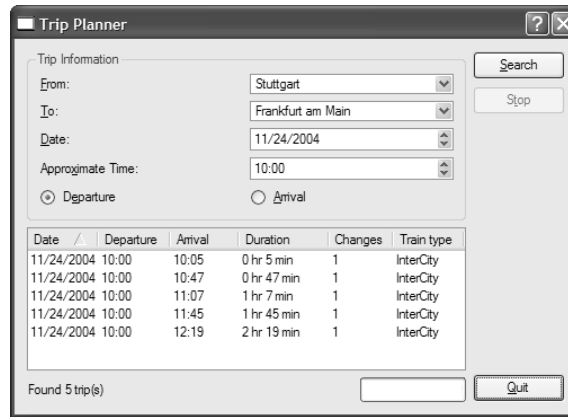 Trip Planner
Trip Information
From: Stuttgart
To: Frankfurt am Main
Date: 11/24/2004
Approximate Time: 10:00
Departure Arrival
Search
Stop
Date Departure Arrival Duration Changes Train type
11/24/2004 10:00 10:05 0 hr 5 min 1 InterCity
11/24/2004 10:00 10:47 0 hr 47 min 1 InterCity
11/24/2004 10:00 11:07 1 hr 7 min 1 InterCity
11/24/2004 10:00 11:45 1 hr 45 min 1 InterCity
11/24/2004 10:00 12:19 2 hr 19 min 1 InterCity
Found 5 trip(s)
Quit